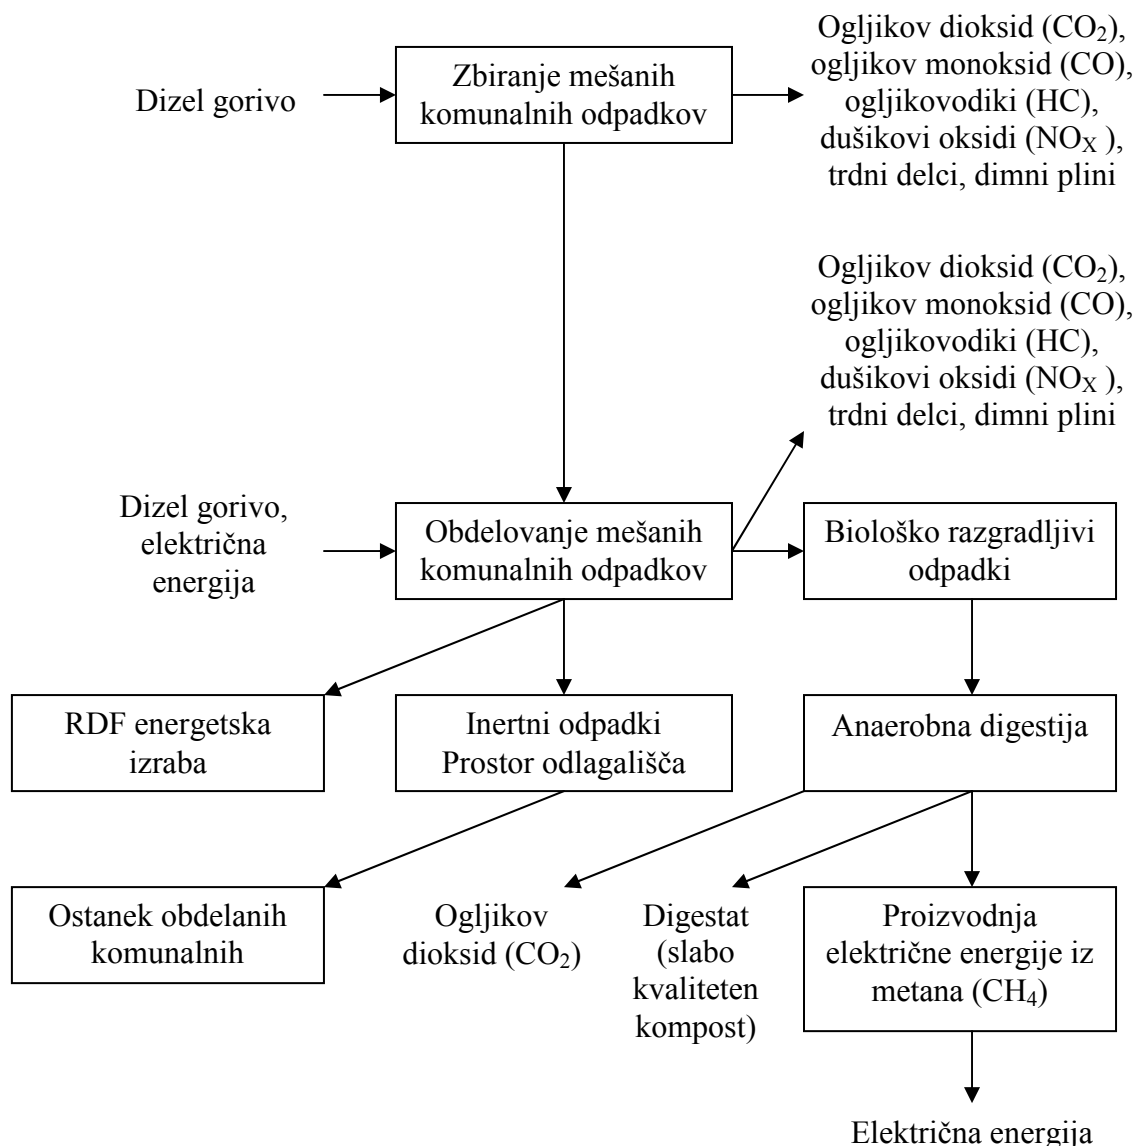 Ogljikov dioksid (CO₂),
ogljikov monoksid (CO),
ogljikovodiki (HC),
dušikovi oksidi (NOₓ ),
trdni delci, dimni plini
Dizel gorivo
Zbiranje mešanih
komunalnih odpadkov
Ogljikov dioksid (CO₂),
ogljikov monoksid (CO),
ogljikovodiki (HC),
dušikovi oksidi (NOₓ ),
trdni delci, dimni plini
Dizel gorivo,
električna
energija
Obdelovanje mešanih
komunalnih odpadkov
Biološko razgradljivi
odpadki
RDF energetska
izraba
Inertni odpadki
Prostor odlagališča
Anaerobna digestija
Ostanek obdelanih
komunalnih
Ogljikov
dioksid (CO₂)
Digestat
(slabo
kvaliteten
kompost)
Proizvodnja
električne energije iz
metana (CH₄)
Električna energija